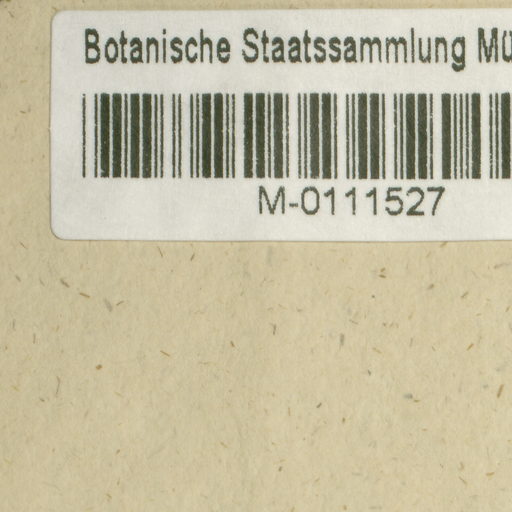 Botanische Staatssammlung Mü
M-0111527